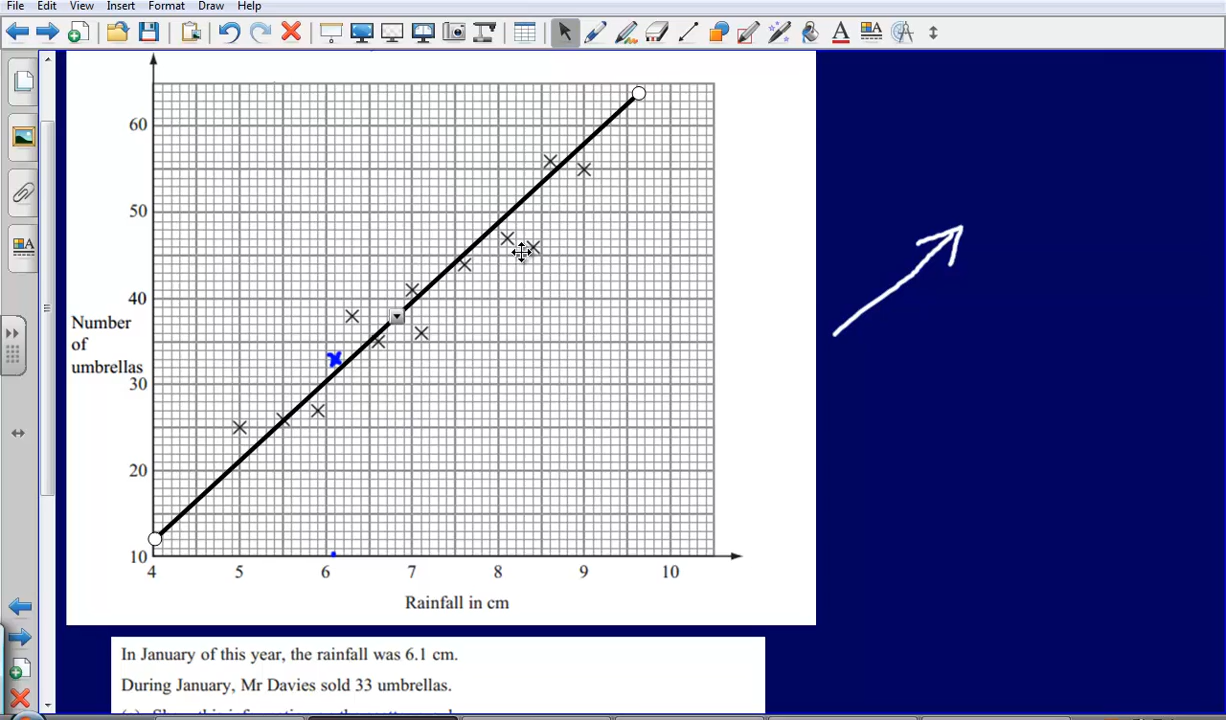 File Edit View Insert Format Draw Help
60
50
40
Number
of
umbrellas
30
20
10
4 5 6 7 8 9 10
Rainfall in cm
In January of this year, the rainfall was 6.1 cm.
During January, Mr Davies sold 33 umbrellas.